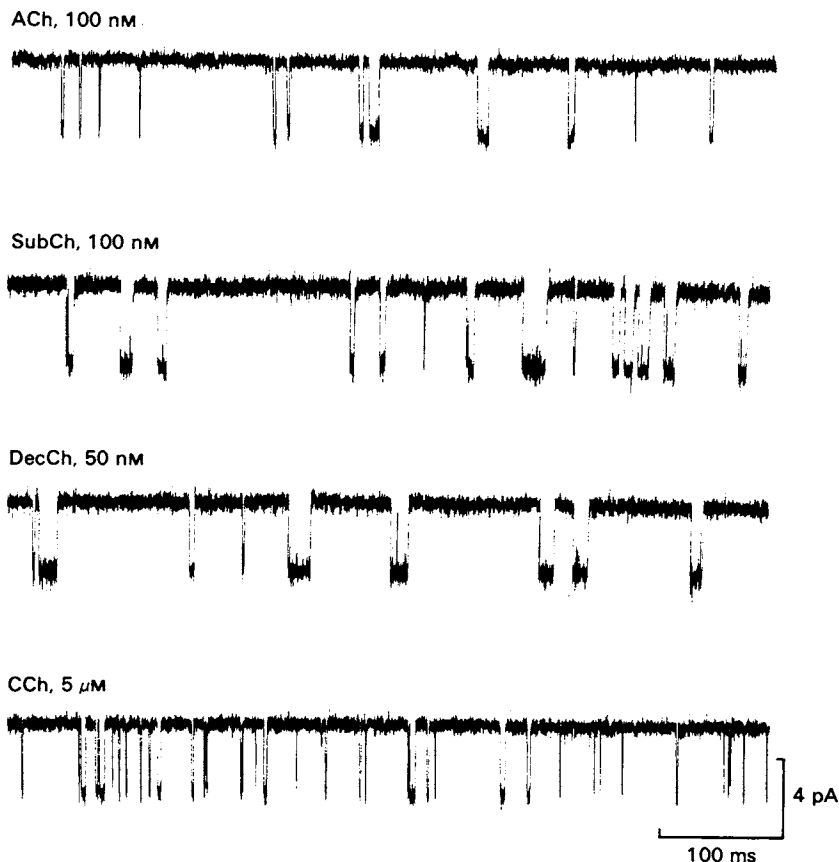 ACh, 100 nM
SubCh, 100 nM
DecCh, 50 nM
CCh, 5 μM
4 pA
100 ms